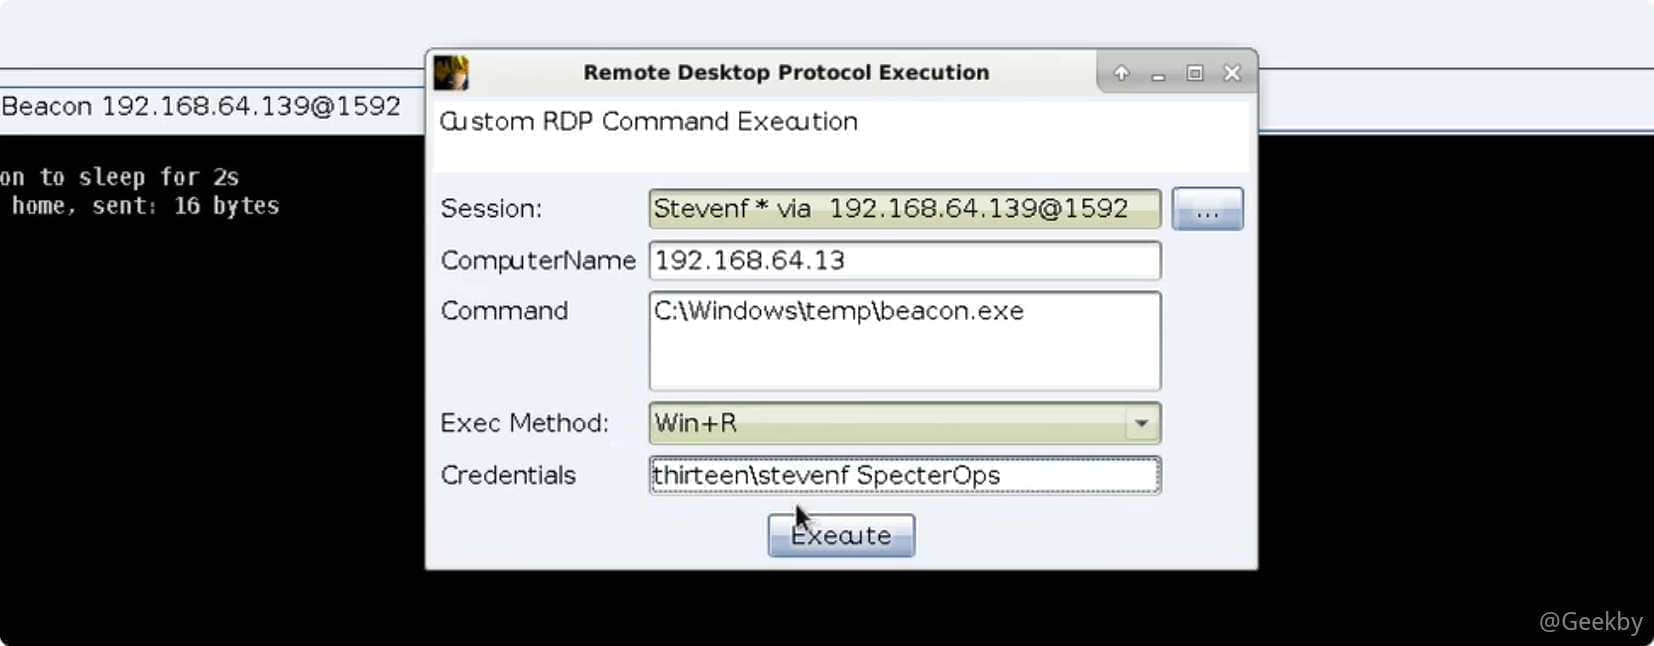 Remote Desktop Protocol Execution
Beacon 192.168.64.139@1592
Custom RDP Command Execution
on to sleep for 2s
home, sent: 16 bytes
Session: Stevenf * via 192.168.64.139@1592 ...
ComputerName 192.168.64.13
Command C:\Windows\temp\beacon.exe
Exec Method: Win+R
Credentials thirteen\stevenf SpecterOps
Execute
@Geekby